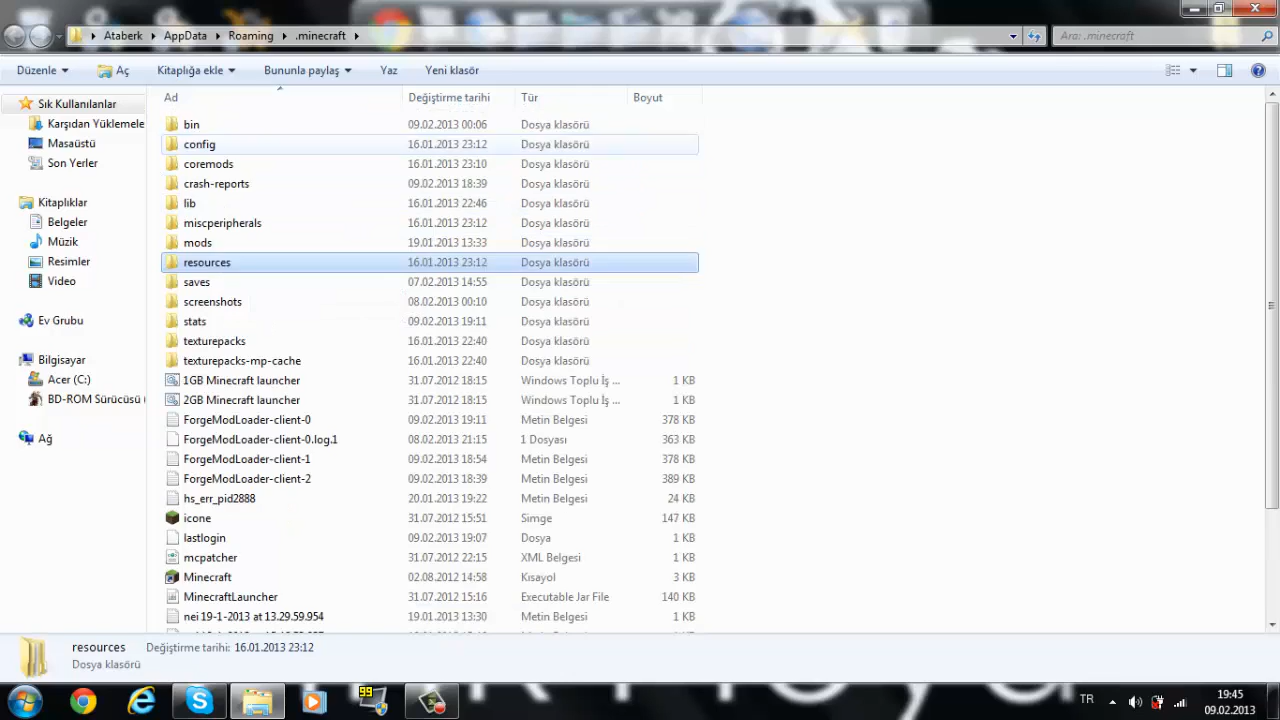 Ataberk AppData Roaming .minecraft Ara: .minecraft
Düzenle Aç Kitaplığa ekle Bununla paylaş Yaz Yeni klasör
Ad Değiştirme tarihi Tür Boyut
Sık Kullanılanlar
Karşıdan Yükleme
Masaüstü
Son Yerler
Kitaplıklar
Belgeler
Müzik
Resimler
Video
Ev Grubu
Bilgisayar
Acer (C:)
BD-ROM Sürücüsü (
Ağ
bin 09.02.2013 00:06 Dosya klasörü
config 16.01.2013 23:12 Dosya klasörü
coremods 16.01.2013 23:10 Dosya klasörü
crash-reports 09.02.2013 18:39 Dosya klasörü
lib 16.01.2013 22:46 Dosya klasörü
miscperipherals 16.01.2013 23:12 Dosya klasörü
mods 19.01.2013 13:33 Dosya klasörü
resources 16.01.2013 23:12 Dosya klasörü
saves 07.02.2013 14:55 Dosya klasörü
screenshots 08.02.2013 00:10 Dosya klasörü
stats 09.02.2013 19:11 Dosya klasörü
texturepacks 16.01.2013 22:40 Dosya klasörü
texturepacks-mp-cache 16.01.2013 22:40 Dosya klasörü
1GB Minecraft launcher 31.07.2012 18:15 Windows Toplu İş ... 1 KB
2GB Minecraft launcher 31.07.2012 18:15 Windows Toplu İş ... 1 KB
ForgeModLoader-client-0 09.02.2013 19:11 Metin Belgesi 378 KB
ForgeModLoader-client-0.log.1 08.02.2013 21:15 1 Dosyası 363 KB
ForgeModLoader-client-1 09.02.2013 18:54 Metin Belgesi 378 KB
ForgeModLoader-client-2 09.02.2013 18:39 Metin Belgesi 389 KB
hs_err_pid2888 20.01.2013 19:22 Metin Belgesi 24 KB
icone 31.07.2012 15:51 Simge 147 KB
lastlogin 09.02.2013 19:07 Dosya 1 KB
mcpatcher 31.07.2012 22:15 XML Belgesi 1 KB
Minecraft 02.08.2012 14:58 Kısayol 3 KB
MinecraftLauncher 31.07.2012 15:16 Executable Jar File 140 KB
nei 19-1-2013 at 13.29.59.954 19.01.2013 13:30 Metin Belgesi 1 KB
resources Değiştirme tarihi: 16.01.2013 23:12
Dosya klasörü
99
TR
19:45
09.02.2013